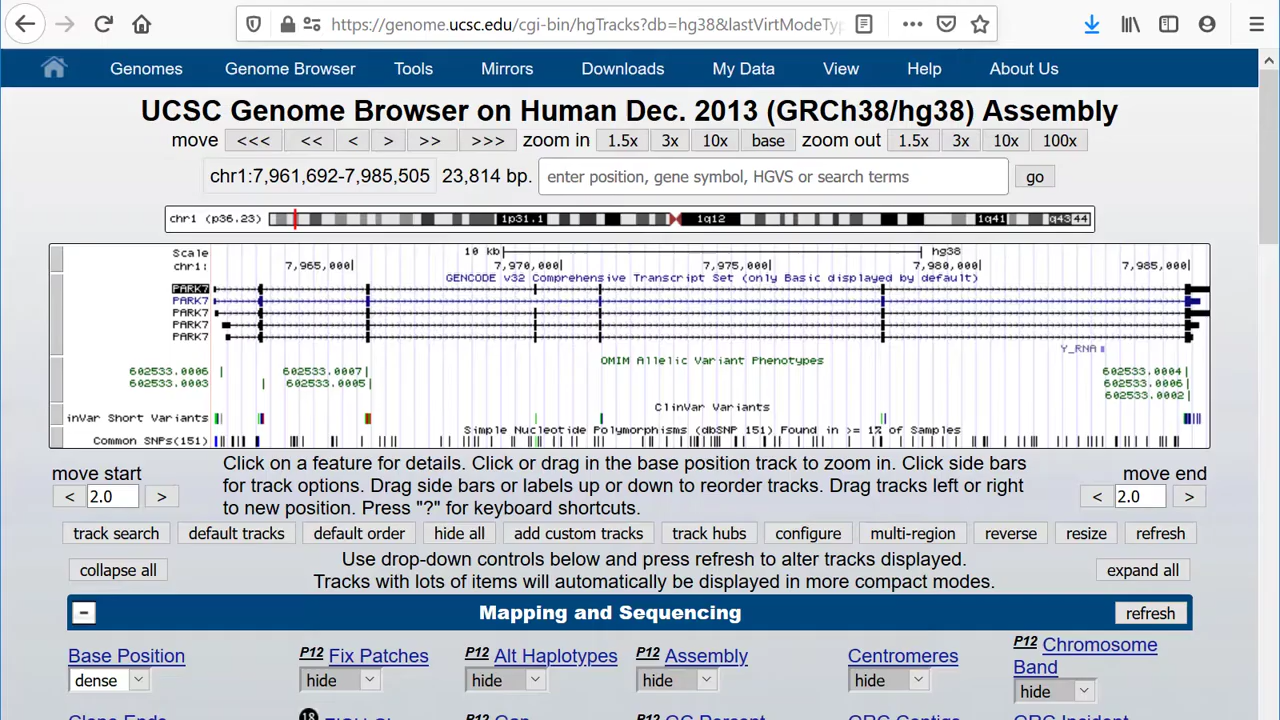 https://genome.ucsc.edu/cgi-bin/hgTracks?db=hg38&lastVirtModeTy
Genomes Genome Browser Tools Mirrors Downloads My Data View Help About Us
UCSC Genome Browser on Human Dec. 2013 (GRCh38/hg38) Assembly
move <<< << < > >> >>> zoom in 1.5x 3x 10x base zoom out 1.5x 3x 10x 100x
chr1:7,961,692-7,985,505 23,814 bp. enter position, gene symbol, HGVS or search terms go
chr1 (p36.23) 1p31.1 1q12 1q41 q43 44
Scale 10 kb hg38
chr1: 7,965,000 7,970,000 7,975,000 7,980,000 7,985,000
GENCODE v32 Comprehensive Transcript Set (only Basic displayed by default)
PARK7
PARK7
PARK7
PARK7
PARK7
Y_RNA
OMIM Allelic Variant Phenotypes
602533.0006 602533.0007 602533.0004
602533.0003 602533.0005 602533.0006
602533.0002
ClinVar Variants
inVar Short Variants
Simple Nucleotide Polymorphisms (dbSNP 151) Found in >= 1% of Samples
Common SNPs(151)
move start Click on a feature for details. Click or drag in the base position track to zoom in. Click side bars move end
< 2.0 > for track options. Drag side bars or labels up or down to reorder tracks. Drag tracks left or right < 2.0 >
to new position. Press "?" for keyboard shortcuts.
track search default tracks default order hide all add custom tracks track hubs configure multi-region reverse resize refresh
collapse all Use drop-down controls below and press refresh to alter tracks displayed. expand all
Tracks with lots of items will automatically be displayed in more compact modes.
- Mapping and Sequencing refresh
Base Position P12 Fix Patches P12 Alt Haplotypes P12 Assembly Centromeres P12 Chromosome Band
dense hide hide hide hide hide